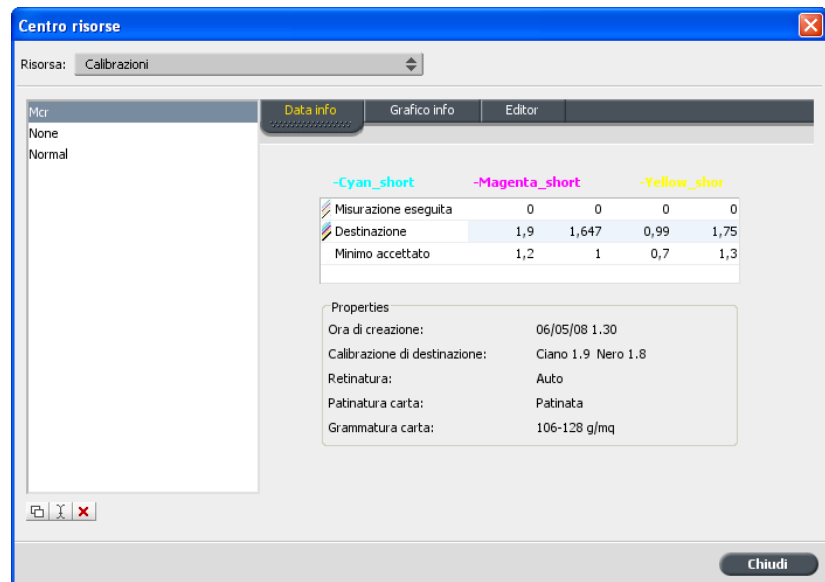 Centro risorse
Risorsa: Calibrazioni
Mcr
None
Normal
Data info Grafico info Editor
-Cyan_short -Magenta_short -Yellow_shor
Misurazione eseguita 0 0 0 0
Destinazione 1,9 1,647 0,99 1,75
Minimo accettato 1,2 1 0,7 1,3
Properties
Ora di creazione: 06/05/08 1.30
Calibrazione di destinazione: Ciano 1.9 Nero 1.8
Retinatura: Auto
Patinatura carta: Patinata
Grammatura carta: 106-128 g/mq
Chiudi